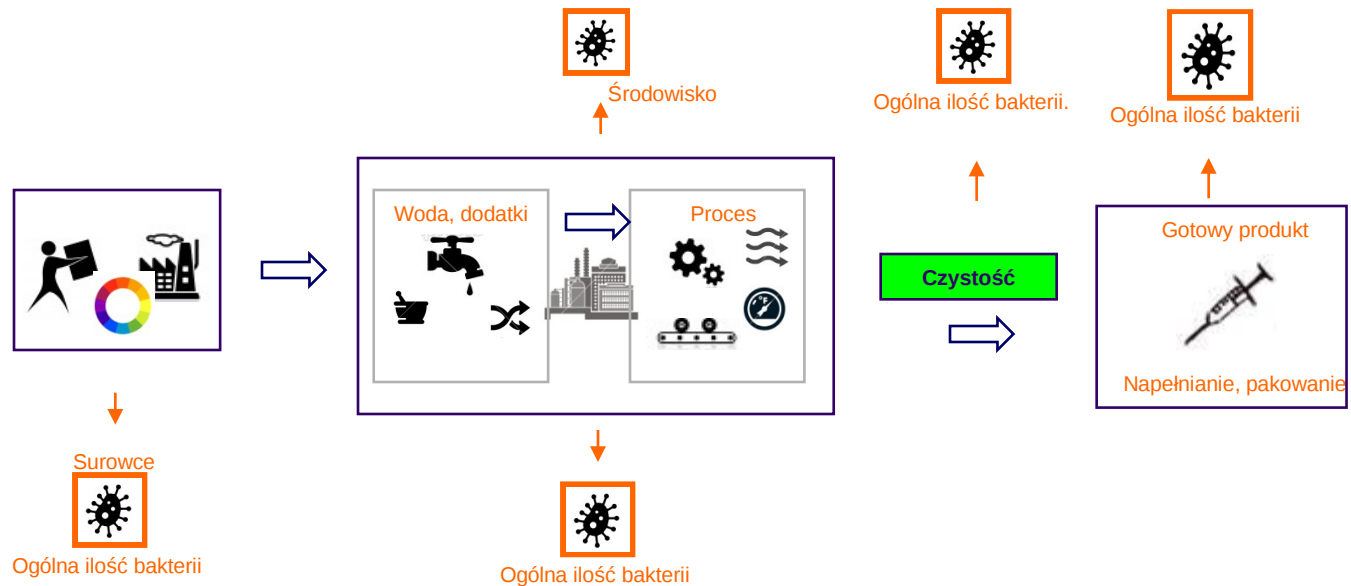 Środowisko
Ogólna ilość bakterii.
Ogólna ilość bakterii
Woda, dodatki
Proces
°F
Czystość
Gotowy produkt
Napełnianie, pakowanie
Surowce
Ogólna ilość bakterii
Ogólna ilość bakterii